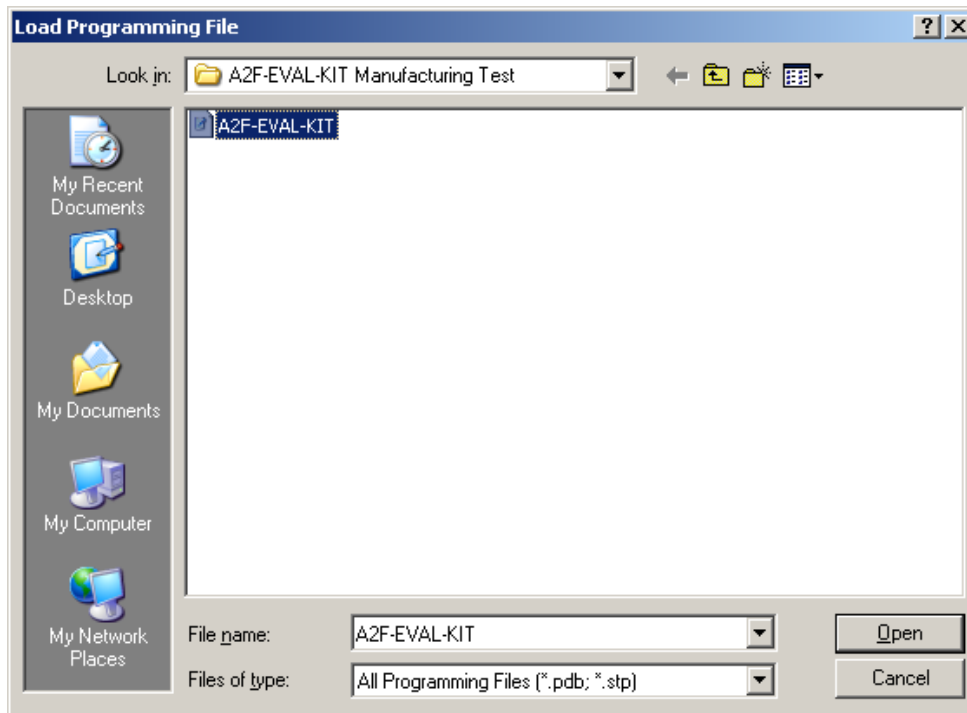 Load Programming File
Look in: A2F-EVAL-KIT Manufacturing Test
A2F-EVAL-KIT
My Recent
Documents
Desktop
My Documents
My Computer
My Network
Places
File name: A2F-EVAL-KIT Open
Files of type: All Programming Files (*.pdb; *.stp) Cancel